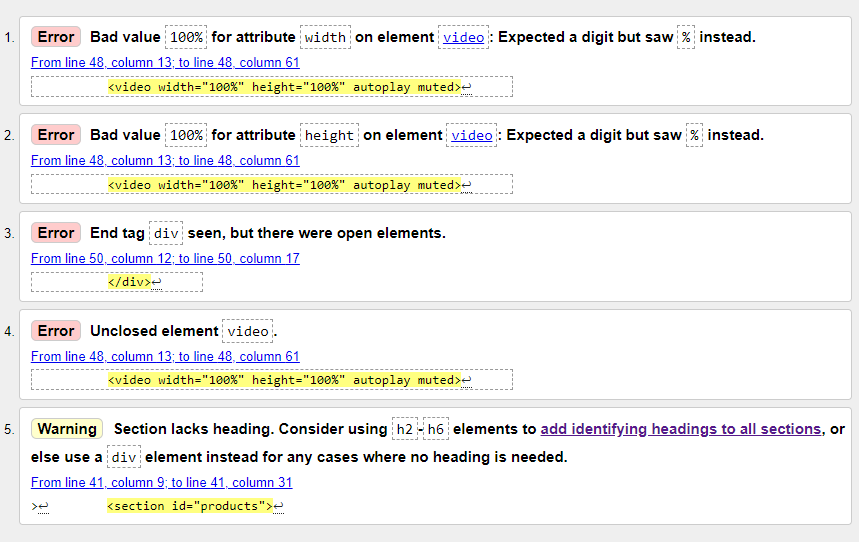 1. Error Bad value 100% for attribute width on element video: Expected a digit but saw % instead.
From line 48, column 13; to line 48, column 61
<video width="100%" height="100%" autoplay muted>↩
2. Error Bad value 100% for attribute height on element video: Expected a digit but saw % instead.
From line 48, column 13; to line 48, column 61
<video width="100%" height="100%" autoplay muted>↩
3. Error End tag div seen, but there were open elements.
From line 50, column 12; to line 50, column 17
</div>↩
4. Error Unclosed element video.
From line 48, column 13; to line 48, column 61
<video width="100%" height="100%" autoplay muted>↩
5. Warning Section lacks heading. Consider using h2-h6 elements to add identifying headings to all sections, or
else use a div element instead for any cases where no heading is needed.
From line 41, column 9; to line 41, column 31
>↩ <section id="products">↩